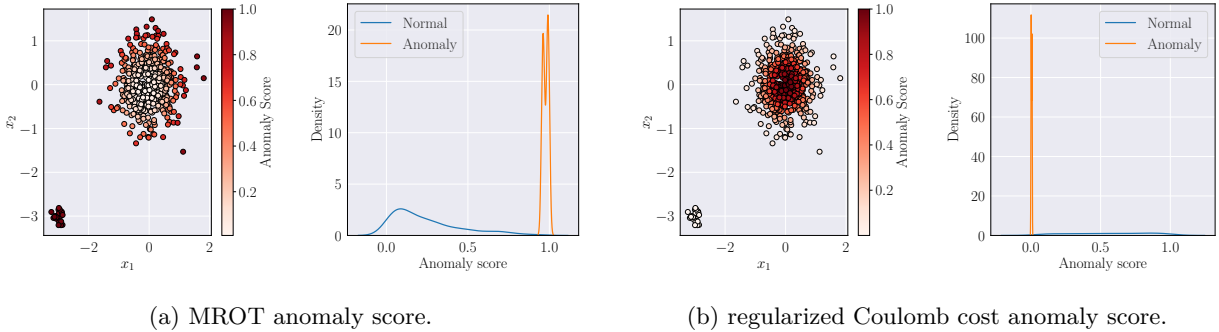 1
0
−1
−2
−3
x₂
−2
0
2
x₁
1.0
0.8
0.6
0.4
0.2
Anomaly Score
20
15
10
5
0
Density
Normal
Anomaly
0.0
0.5
1.0
Anomaly score
(a) MROT anomaly score.
1
0
−1
−2
−3
x₂
−2
0
2
x₁
1.0
0.8
0.6
0.4
0.2
Anomaly Score
100
80
60
40
20
0
Density
Normal
Anomaly
0.0
0.5
1.0
Anomaly score
(b) regularized Coulomb cost anomaly score.